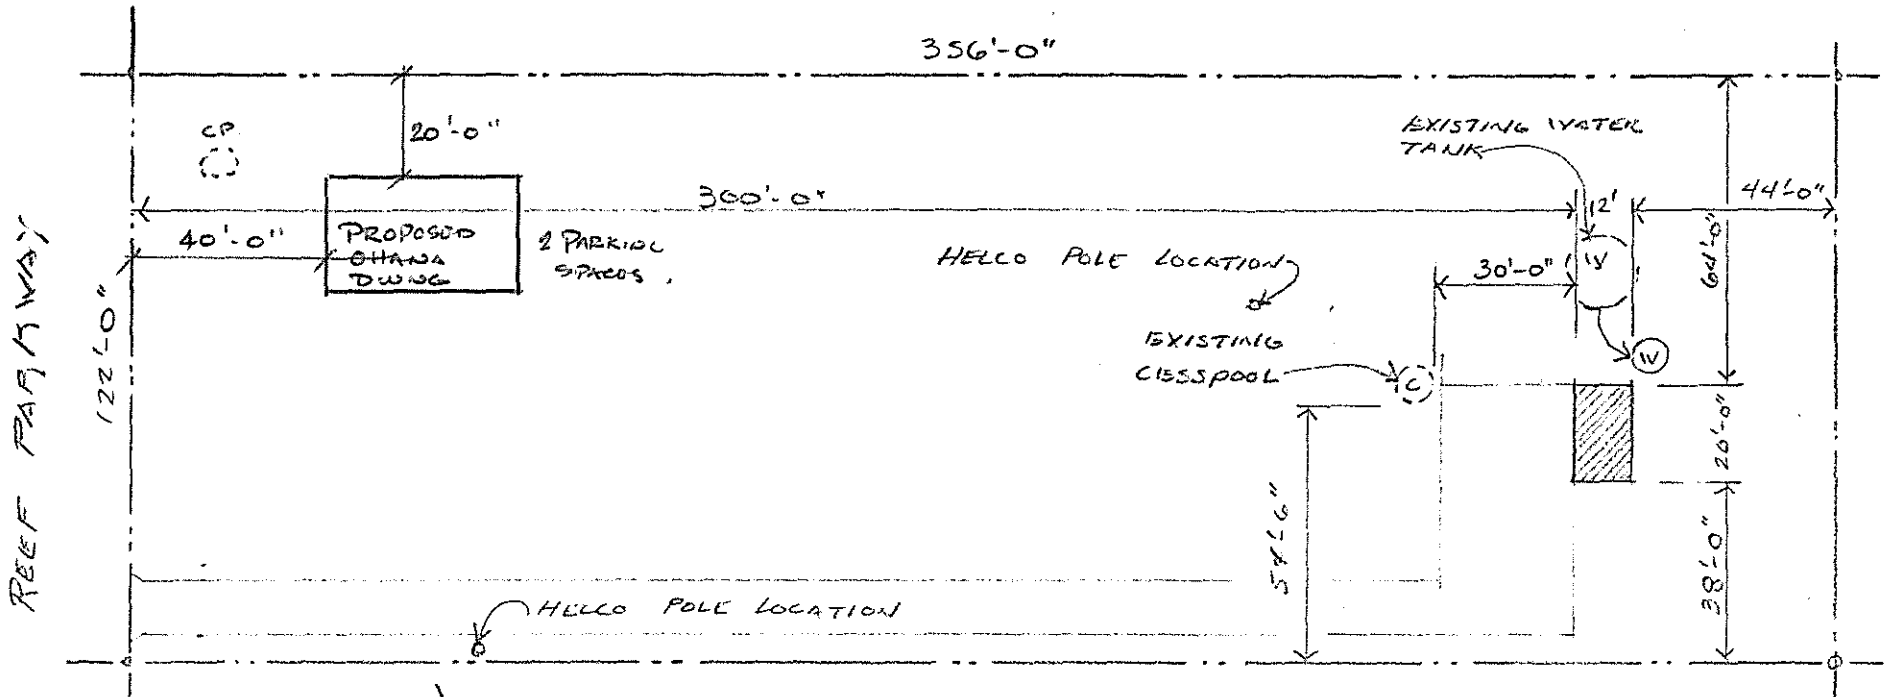 356'-0"
CP
20'-0"
EXISTING WATER
TANK
44'-0"
300'-0"
12'
40'-0"
PROPOSED
OHANA
DWNG
2 PARKING
SPACES.
HELCO POLE LOCATION
30'-0"
W
64'-0"
REEF PARKWAY
122'-0"
EXISTING
CESSPOOL
C
W
20'-0"
38'-0"
HELCO POLE LOCATION